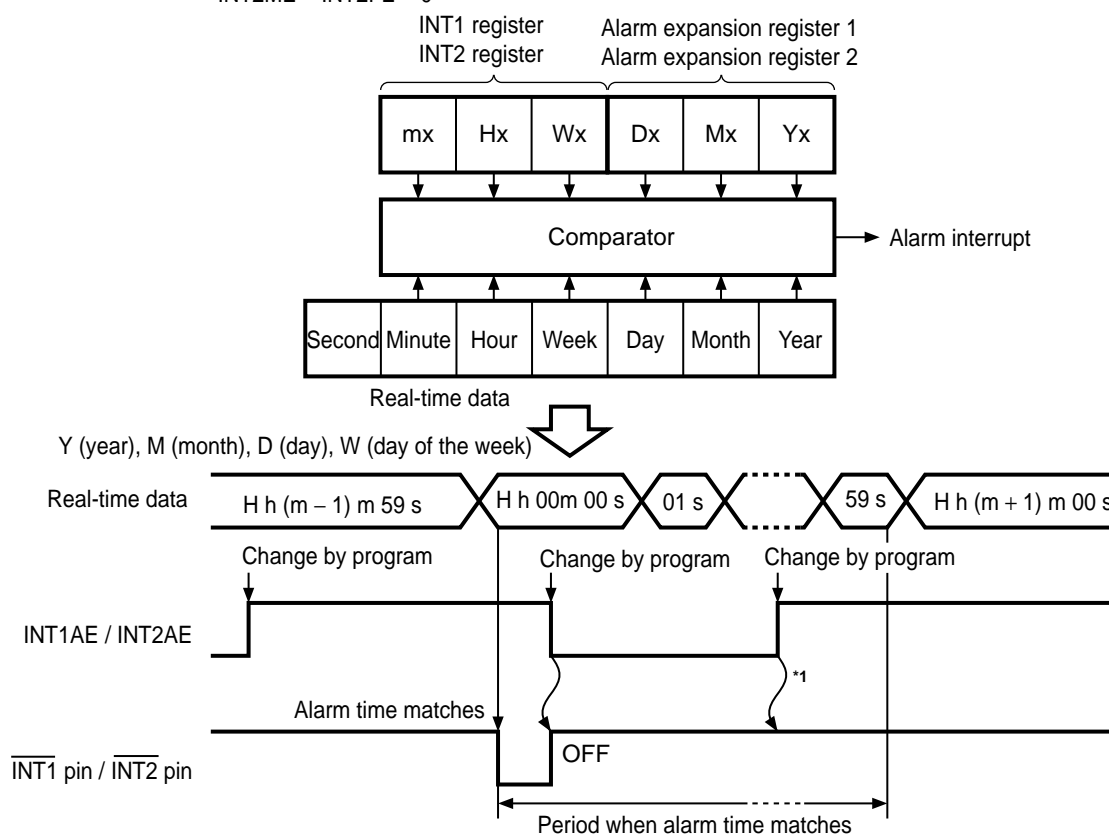 INT1 register Alarm expansion register 1
INT2 register Alarm expansion register 2
mx Hx Wx Dx Mx Yx
Comparator
Alarm interrupt
Second Minute Hour Week Day Month Year
Real-time data
Y (year), M (month), D (day), W (day of the week)
Real-time data
H h (m − 1) m 59 s H h 00m 00 s 01 s 59 s H h (m + 1) m 00 s
Change by program Change by program Change by program
INT1AE / INT2AE
*1
Alarm time matches
OFF
INT1 pin / INT2 pin
Period when alarm time matches